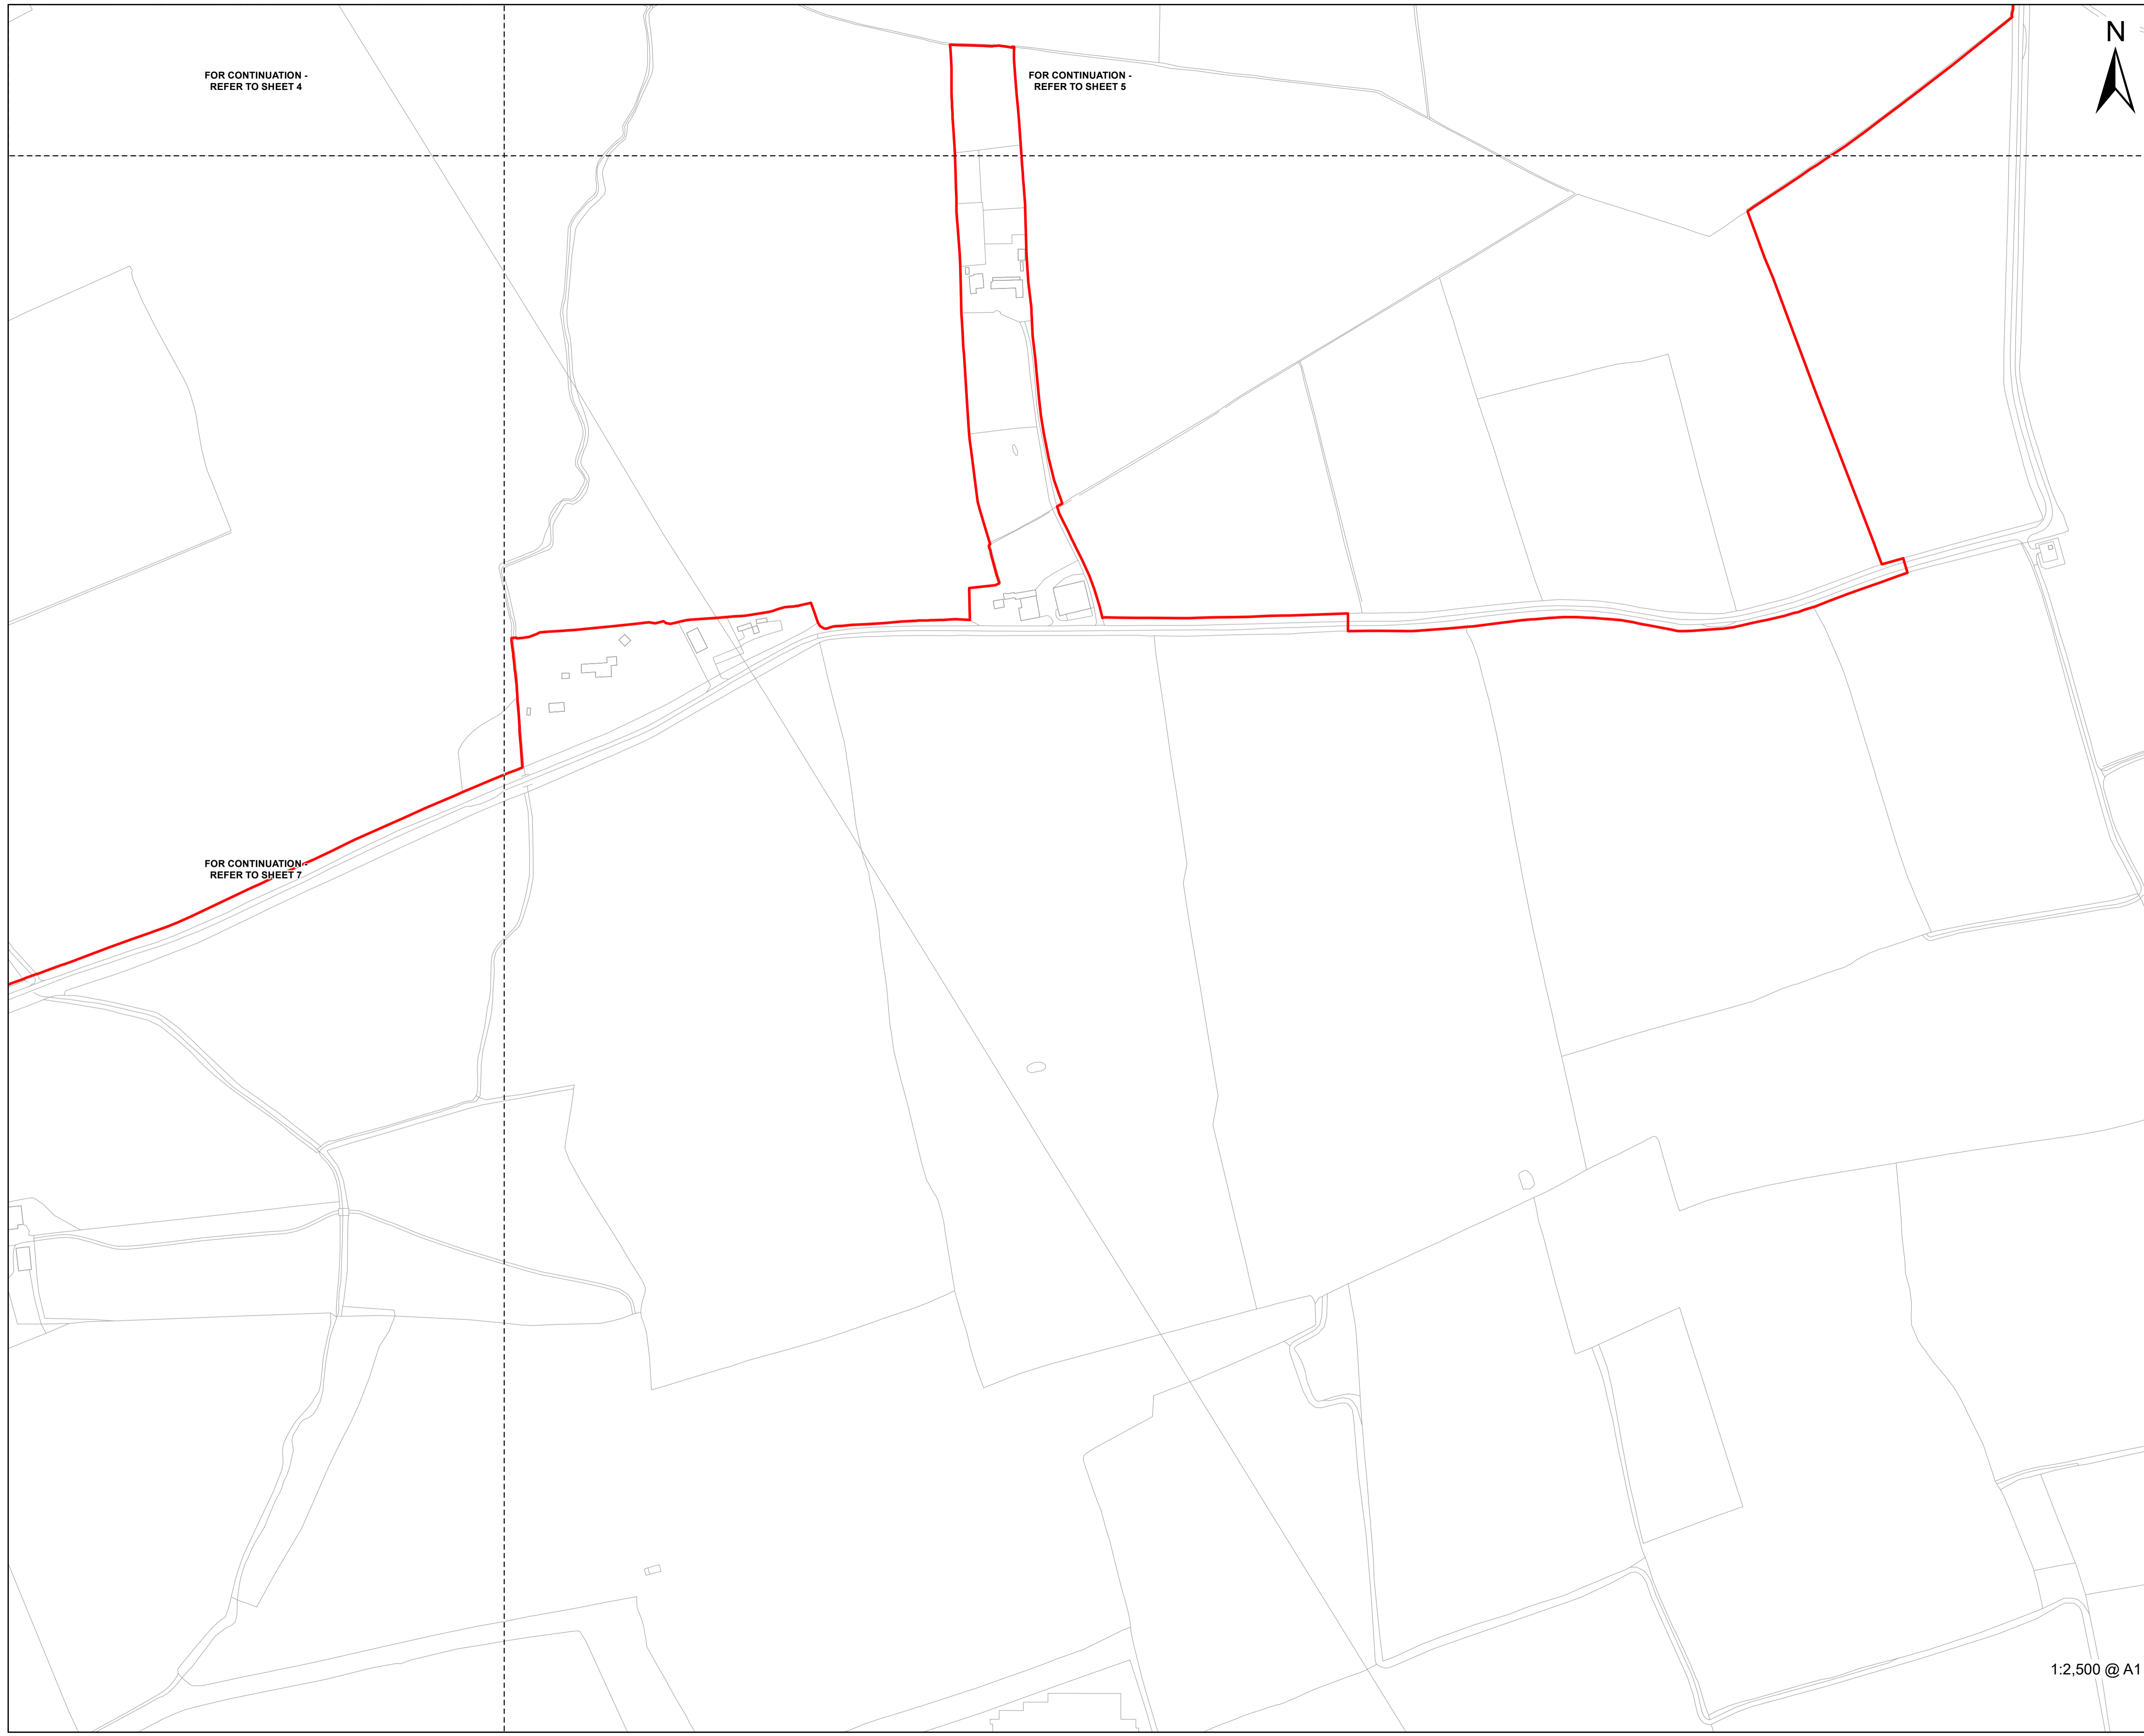 FOR CONTINUATION -
REFER TO SHEET 4
FOR CONTINUATION -
REFER TO SHEET 5
N
FOR CONTINUATION -
REFER TO SHEET 7
1:2,500 @ A1